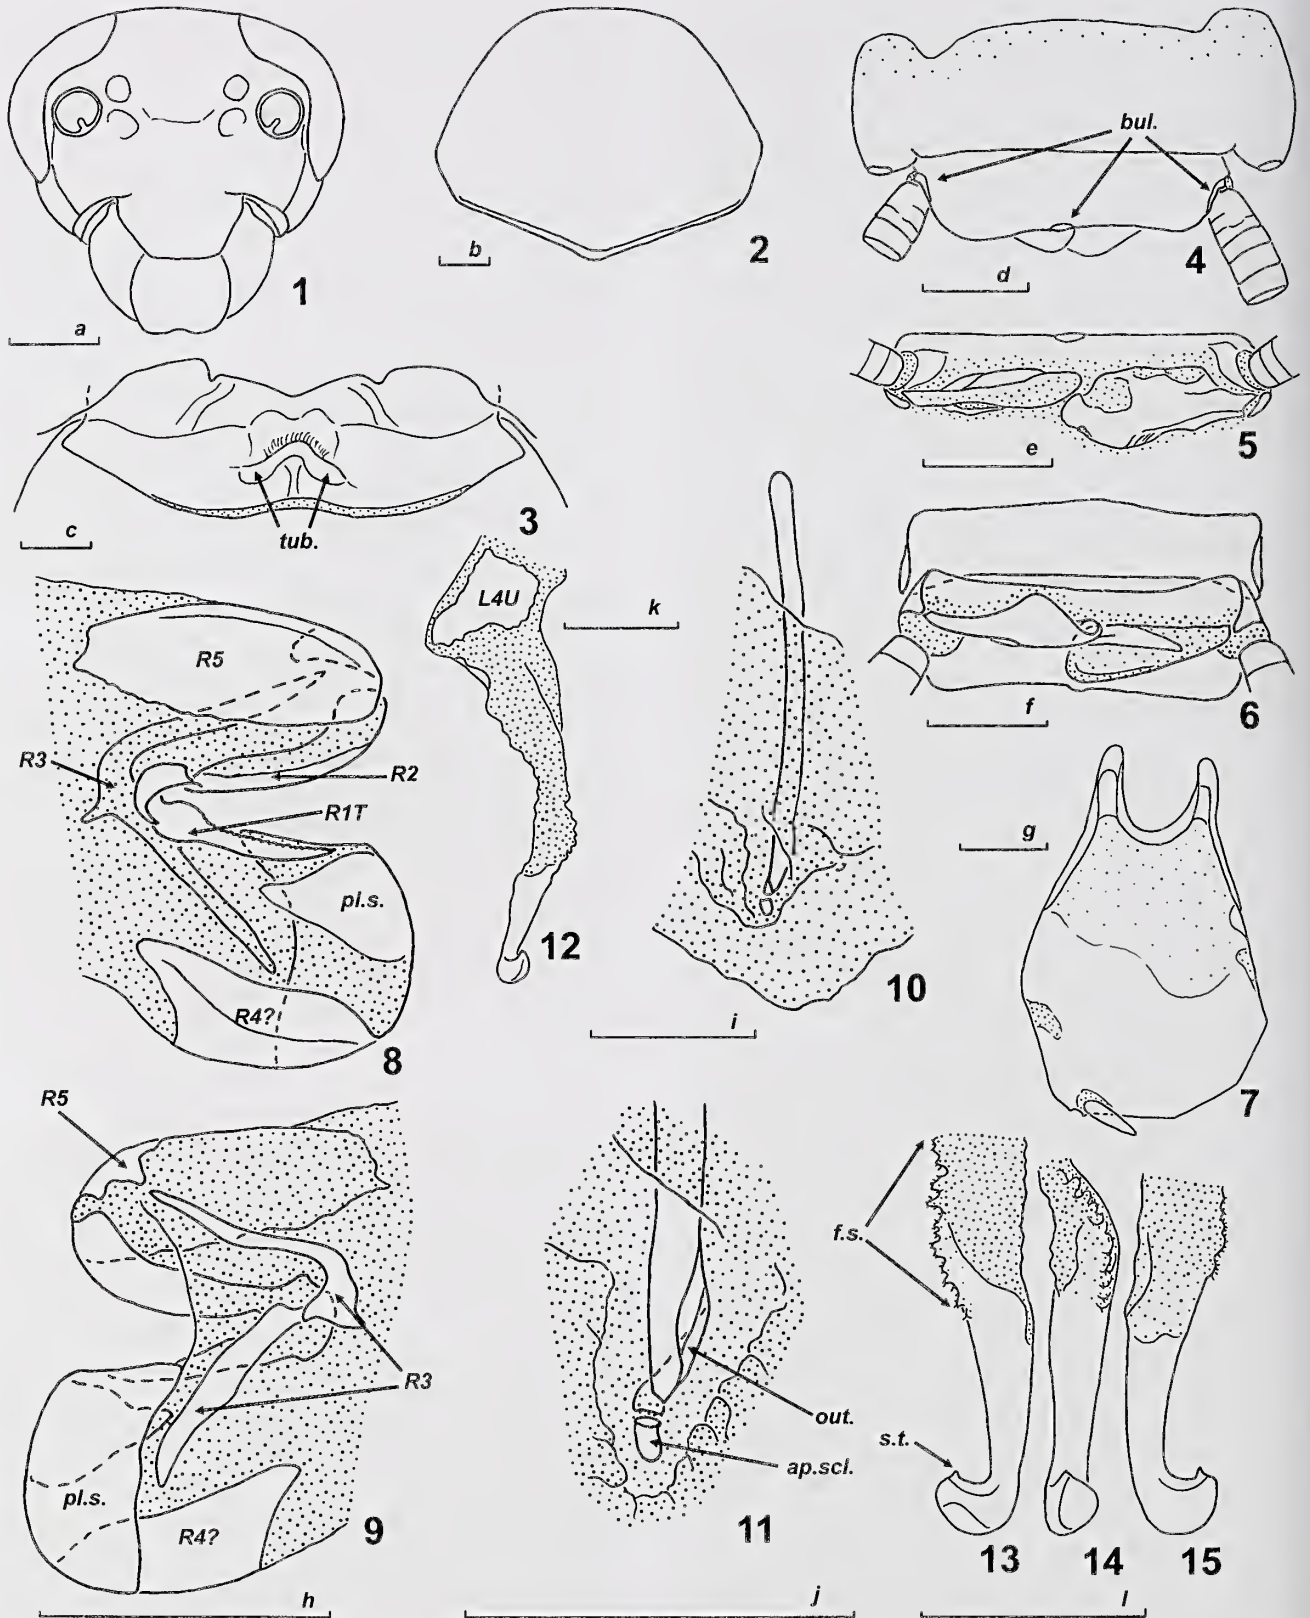 1
a
2
b
bul.
4
d
3
c
tub.
5
e
6
f
R5
R3
R2
R1T
pl.s.
R4?
8
L4U
k
12
10
i
g
7
R5
R3
pl.s.
R4?
9
h
out.
ap.scl.
11
j
f.s.
s.t.
13
14
15
l